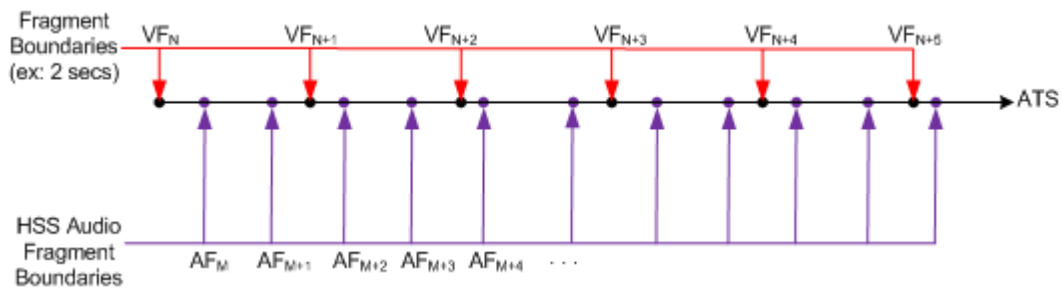 Fragment
Boundaries
(ex: 2 secs)
VF_N VF_N+1 VF_N+2 VF_N+3 VF_N+4 VF_N+5
ATS
HSS Audio
Fragment
Boundaries
AF_M AF_M+1 AF_M+2 AF_M+3 AF_M+4 . . .